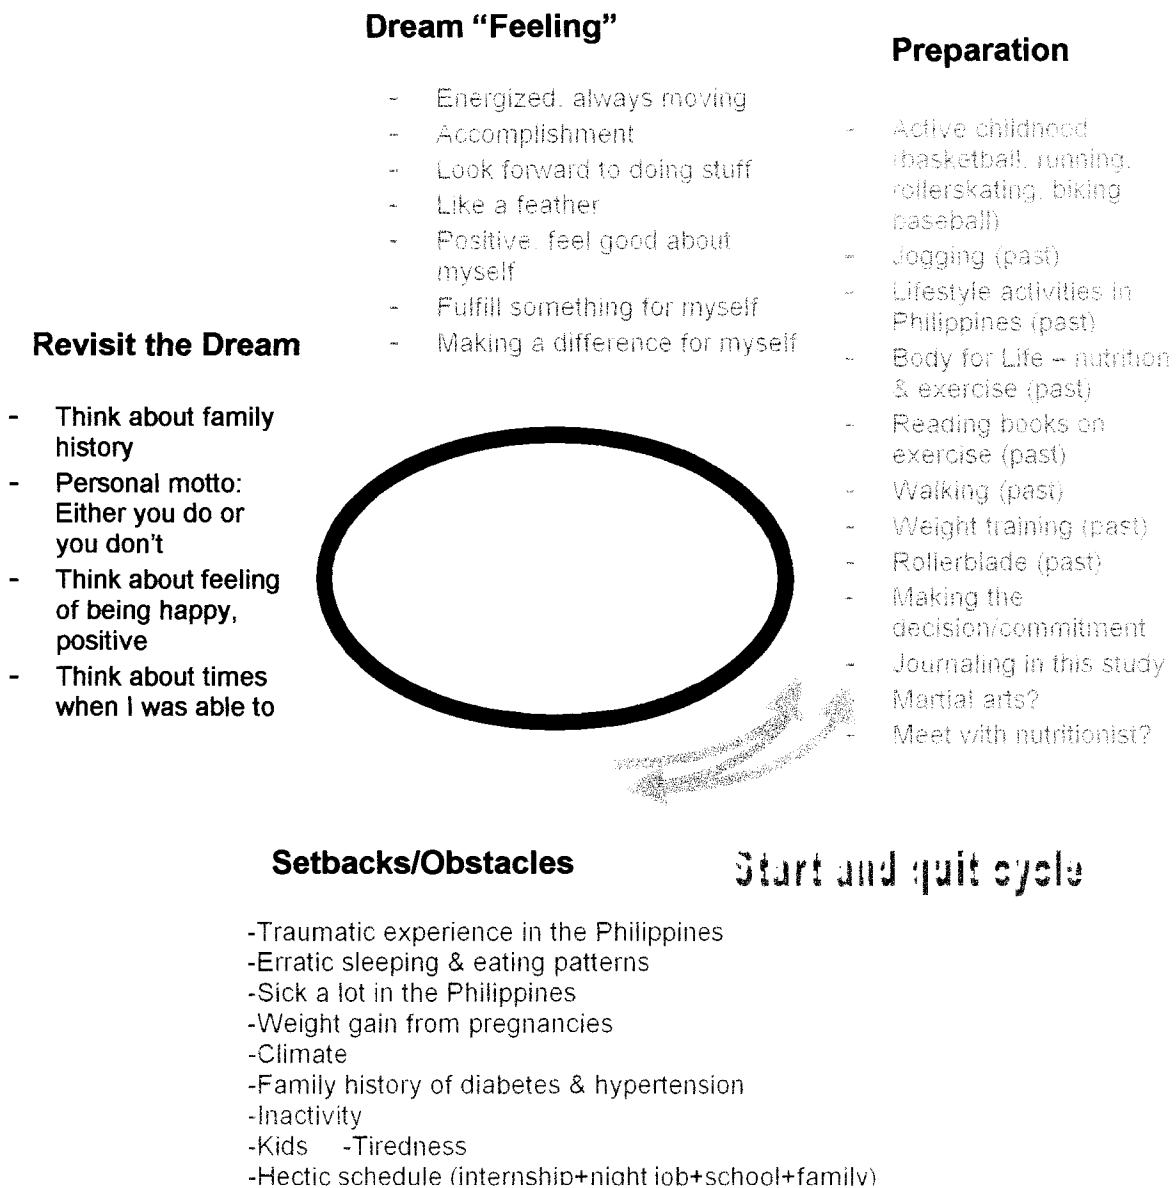 Dream “Feeling”
- Energized, always moving
- Accomplishment
- Look forward to doing stuff
- Like a feather
- Positive, feel good about
myself
- Fulfill something for myself
- Making a difference for myself
Preparation
- Active childhood
(basketball, running,
rollerskating, biking
baseball)
- Jogging (past)
- Lifestyle activities in
Philippines (past)
- Body for Life – nutrition
& exercise (past)
- Reading books on
exercise (past)
- Walking (past)
- Weight training (past)
- Rollerblade (past)
- Making the
decision/commitment
- Journaling in this study
- Martial arts?
- Meet with nutritionist?
Revisit the Dream
- Think about family
history
- Personal motto:
Either you do or
you don't
- Think about feeling
of being happy,
positive
- Think about times
when I was able to
Setbacks/Obstacles
-Traumatic experience in the Philippines
-Erratic sleeping & eating patterns
-Sick a lot in the Philippines
-Weight gain from pregnancies
-Climate
-Family history of diabetes & hypertension
-Inactivity
-Kids -Tiredness
-Hectic schedule (internship+night job+school+family)
Start and quit cycle